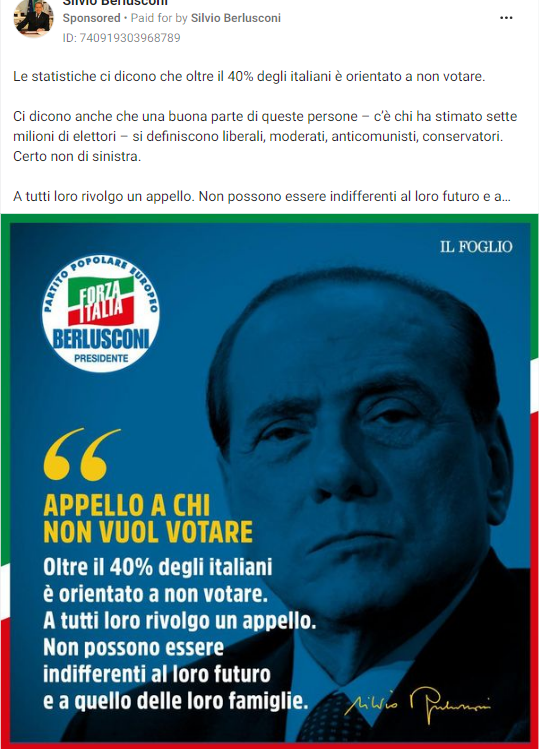 Silvio Berlusconi
Sponsored • Paid for by Silvio Berlusconi
ID: 740919303968789
Le statistiche ci dicono che oltre il 40% degli italiani è orientato a non votare.
Ci dicono anche che una buona parte di queste persone – c'è chi ha stimato sette
milioni di elettori – si definiscono liberali, moderati, anticomunisti, conservatori.
Certo non di sinistra.
A tutti loro rivolgo un appello. Non possono essere indifferenti al loro futuro e a...
IL FOGLIO
PARTITO POPOLARE EUROPEO
FORZA
ITALIA
BERLUSCONI
PRESIDENTE
“
APPELLO A CHI
NON VUOL VOTARE
Oltre il 40% degli italiani
è orientato a non votare.
A tutti loro rivolgo un appello.
Non possono essere
indifferenti al loro futuro
e a quello delle loro famiglie.
Silvio Berlusconi